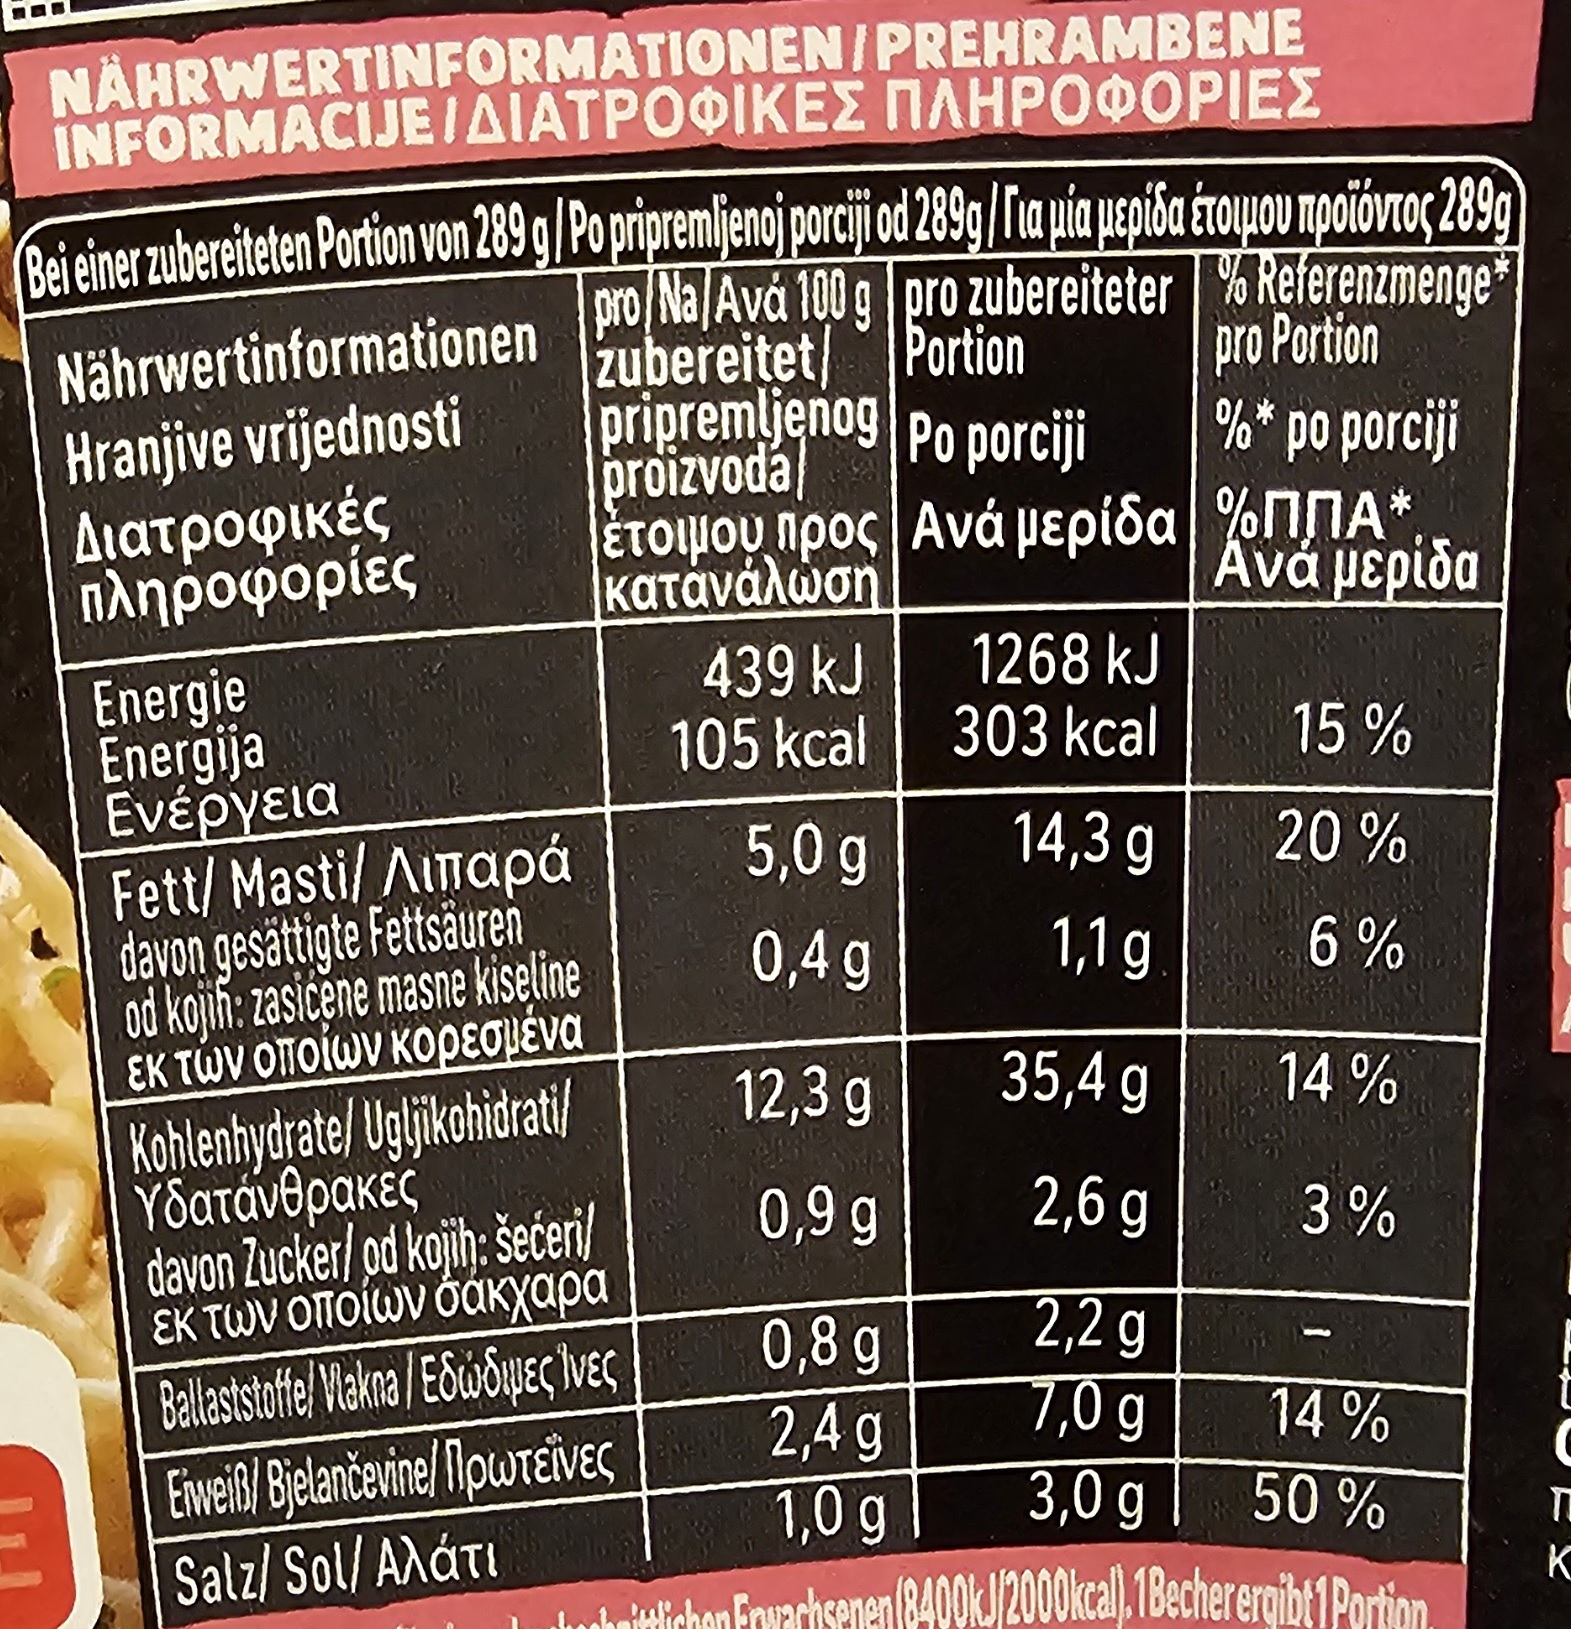 NÄHRWERTINFORMATIONEN / PREHRAMBENE
INFORMACIJE / ΔΙΑΤΡΟΦΙΚΕΣ ΠΛΗΡΟΦΟΡΙΕΣ
Bei einer zubereiteten Portion von 289 g / Po pripremljenoj porciji od 289g / Για μία μερίδα έτοιμου προϊόντος 289g
Nährwertinformationen
Hranjive vrijednosti
Διατροφικές
πληροφορίες
pro/Na/Ανά 100 g
zubereitet/
pripremljenog
proizvoda/
έτοιμου προς
κατανάλωση
pro zubereiteter
Portion
Po porciji
Ανά μερίδα
% Referenzmenge*
pro Portion
%* po porciji
%ΠΠΑ*
Ανά μερίδα
Energie
Energija
Ενέργεια
439 kJ
105 kcal
1268 kJ
303 kcal
15 %
Fett/ Masti/ Λιπαρά 5,0 g 14,3 g 20 %
davon gesättigte Fettsäuren
od kojih: zasićene masne kiseline
εκ των οποίων κορεσμένα
0,4 g 1,1 g 6 %
Kohlenhydrate/ Ugljikohidrati/
Υδατάνθρακες
12,3 g 35,4 g 14 %
davon Zucker/ od kojih: šećeri/
εκ των οποίων σάκχαρα
0,9 g 2,6 g 3 %
Ballaststoffe/ Vlakna / Εδώδιμες Ίνες 0,8 g 2,2 g –
Eiweiß/ Bjelančevine/ Πρωτεΐνες 2,4 g 7,0 g 14 %
Salz/ Sol/ Αλάτι 1,0 g 3,0 g 50 %
Erwachsenen (8400kJ/2000kcal). 1 Becher ergibt 1 Portion.